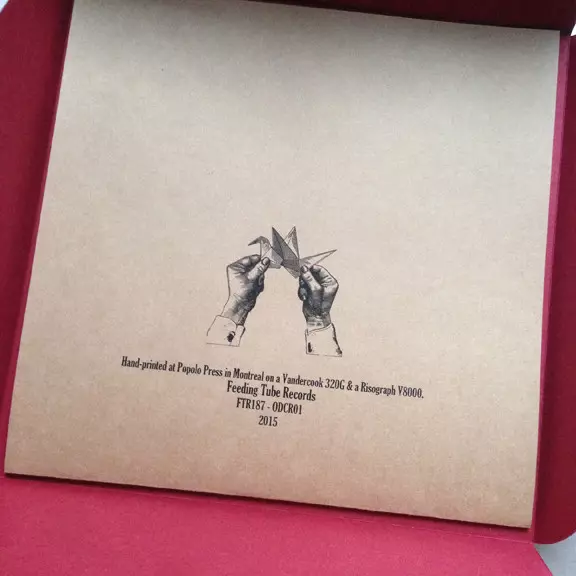 Hand-printed at Popolo Press in Montreal on a Vandercook 320G & a Risograph V8000.
Feeding Tube Records
FTR187 - ODCR01
2015